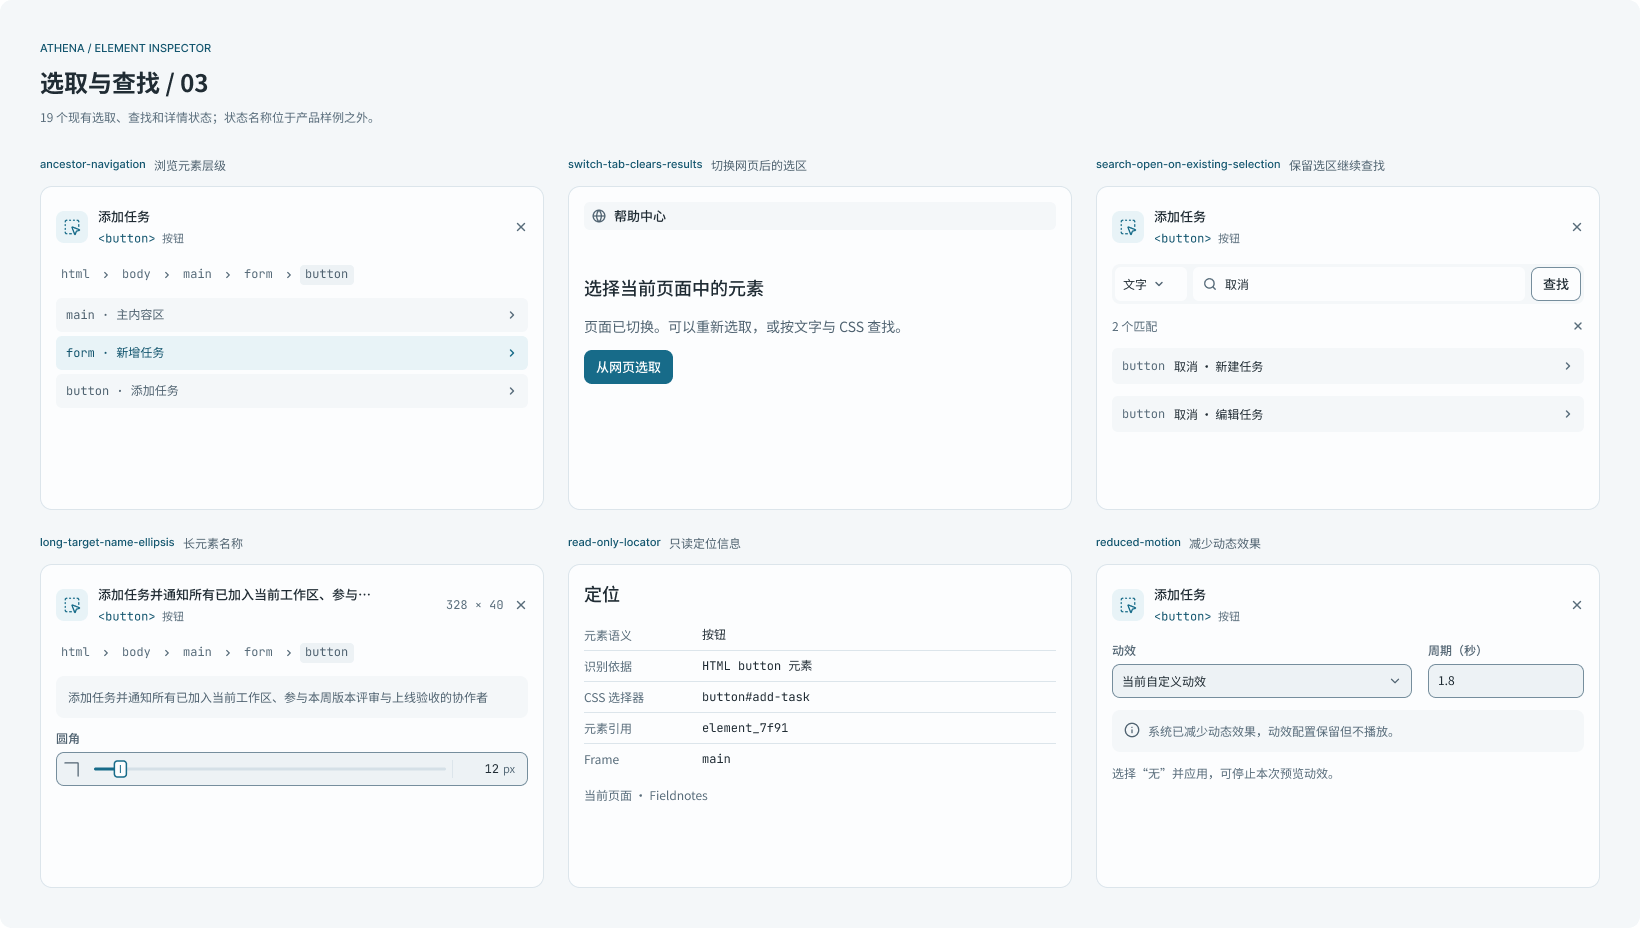 ATHENA / ELEMENT INSPECTOR
选取与查找 / 03
19 个现有选取、查找和详情状态；状态名称位于产品样例之外。
ancestor-navigation 浏览元素层级
添加任务
<button> 按钮
html › body › main › form › button
main · 主内容区
form · 新增任务
button · 添加任务
switch-tab-clears-results 切换网页后的选区
帮助中心
选择当前页面中的元素
页面已切换。可以重新选取，或按文字与 CSS 查找。
从网页选取
search-open-on-existing-selection 保留选区继续查找
添加任务
<button> 按钮
文字 取消 查找
2 个匹配
button 取消 · 新建任务
button 取消 · 编辑任务
long-target-name-ellipsis 长元素名称
添加任务并通知所有已加入当前工作区、参与…
<button> 按钮
328 × 40
html › body › main › form › button
添加任务并通知所有已加入当前工作区、参与本周版本评审与上线验收的协作者
圆角
12 px
read-only-locator 只读定位信息
定位
元素语义 按钮
识别依据 HTML button 元素
CSS 选择器 button#add-task
元素引用 element_7f91
Frame main
当前页面 · Fieldnotes
reduced-motion 减少动态效果
添加任务
<button> 按钮
动效 周期（秒）
当前自定义动效 1.8
系统已减少动态效果，动效配置保留但不播放。
选择“无”并应用，可停止本次预览动效。